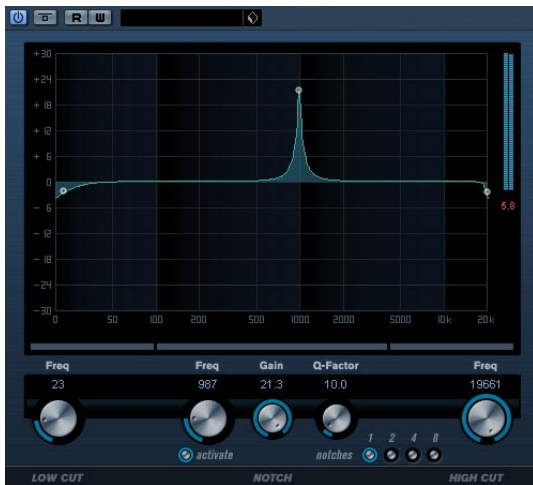 R W
+30
+24
+18
+12
+6
0
-6
-12
-18
-24
-30
5.8
0 50 100 200 500 1000 2000 5000 10k 20k
Freq Freq Gain Q-Factor Freq
23 987 21.3 10.0 19661
1 2 4 8
activate notches
LOW CUT NOTCH HIGH CUT